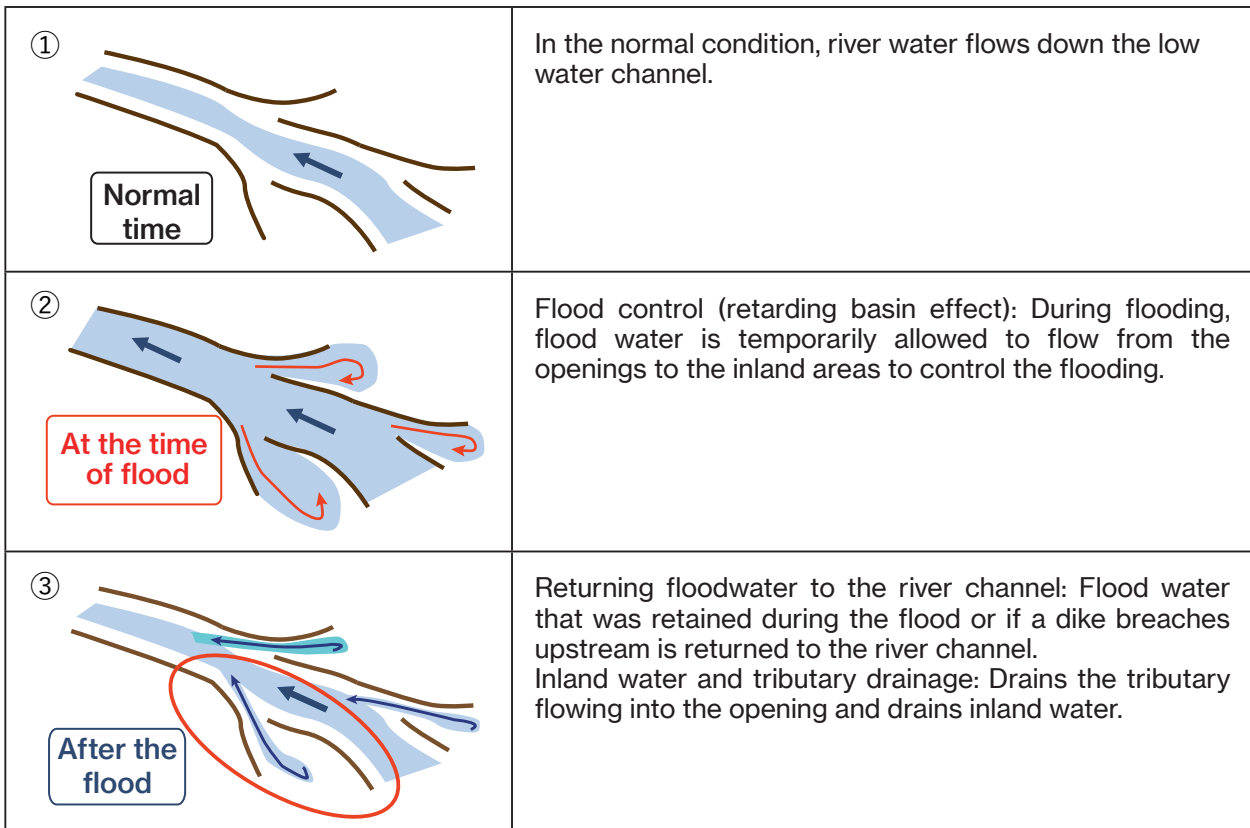 ①
Normal
time
In the normal condition, river water flows down the low
water channel.
②
At the time
of flood
Flood control (retarding basin effect): During flooding,
flood water is temporarily allowed to flow from the
openings to the inland areas to control the flooding.
③
After the
flood
Returning floodwater to the river channel: Flood water
that was retained during the flood or if a dike breaches
upstream is returned to the river channel.
Inland water and tributary drainage: Drains the tributary
flowing into the opening and drains inland water.